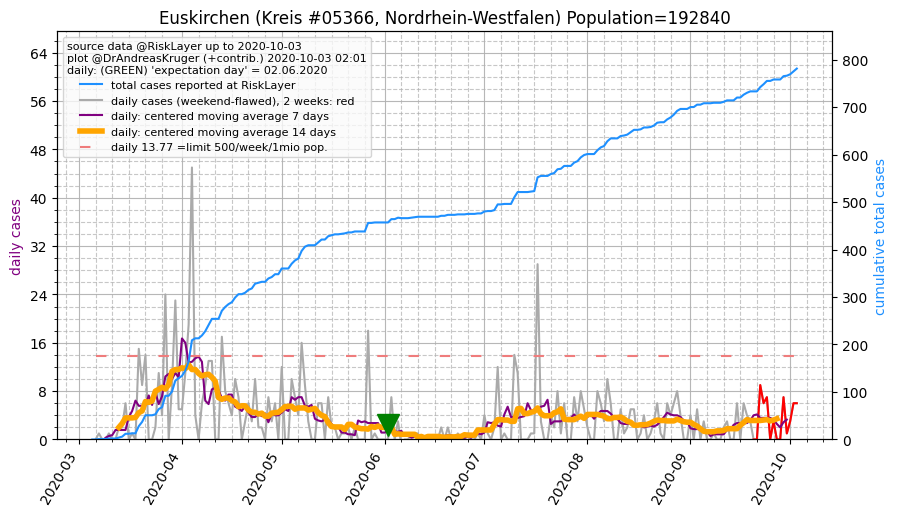 Euskirchen (Kreis #05366, Nordrhein-Westfalen) Population=192840
source data @RiskLayer up to 2020-10-03
plot @DrAndreasKruger (+contrib.) 2020-10-03 02:01
daily: (GREEN) 'expectation day' = 02.06.2020
total cases reported at RiskLayer
daily cases (weekend-flawed), 2 weeks: red
daily: centered moving average 7 days
daily: centered moving average 14 days
daily 13.77 =limit 500/week/1mio pop.
daily cases
64
56
48
40
32
24
16
8
0
cumulative total cases
800
700
600
500
400
300
200
100
0
2020-03
2020-04
2020-05
2020-06
2020-07
2020-08
2020-09
2020-10